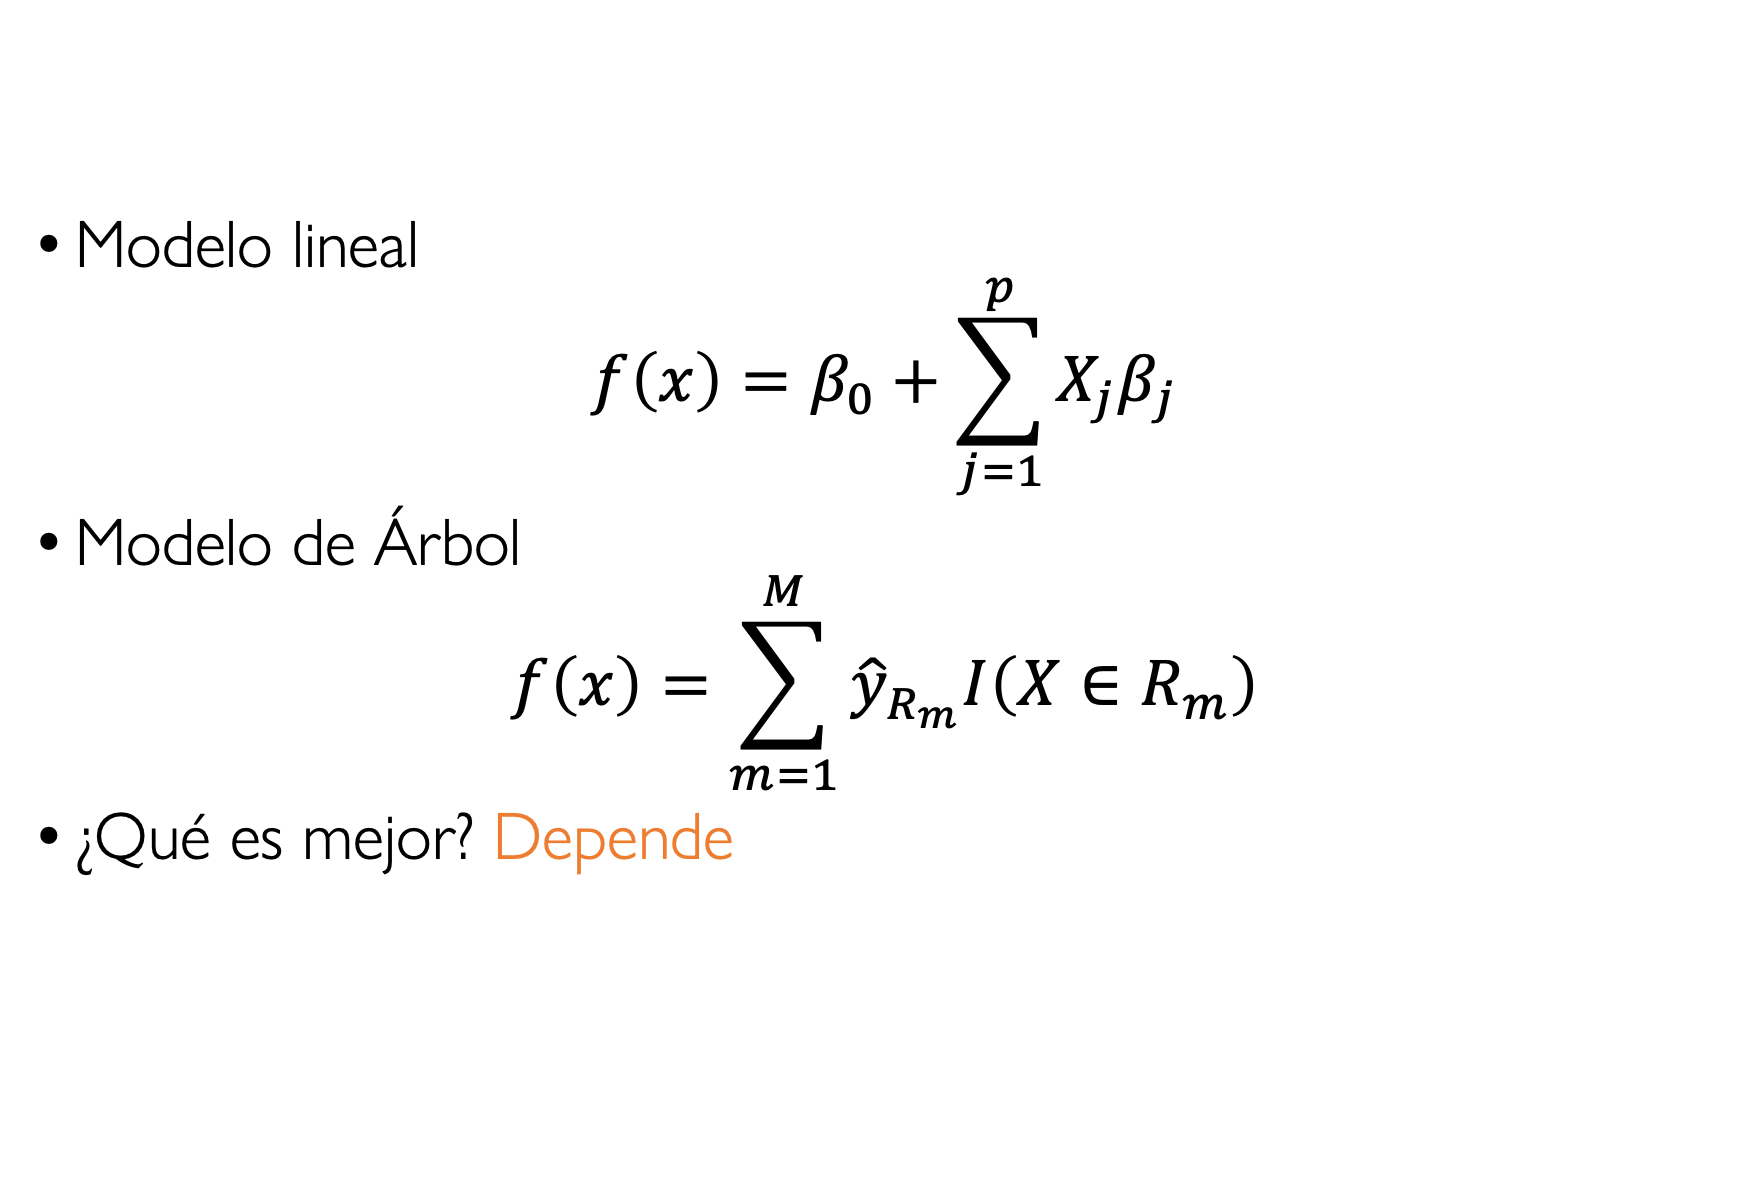 • Modelo lineal
f(x) = β₀ + ∑_{j=1}^{p} X_j β_j
• Modelo de Árbol
f(x) = ∑_{m=1}^{M} ŷ_{R_m} I(X ∈ R_m)
• ¿Qué es mejor? Depende